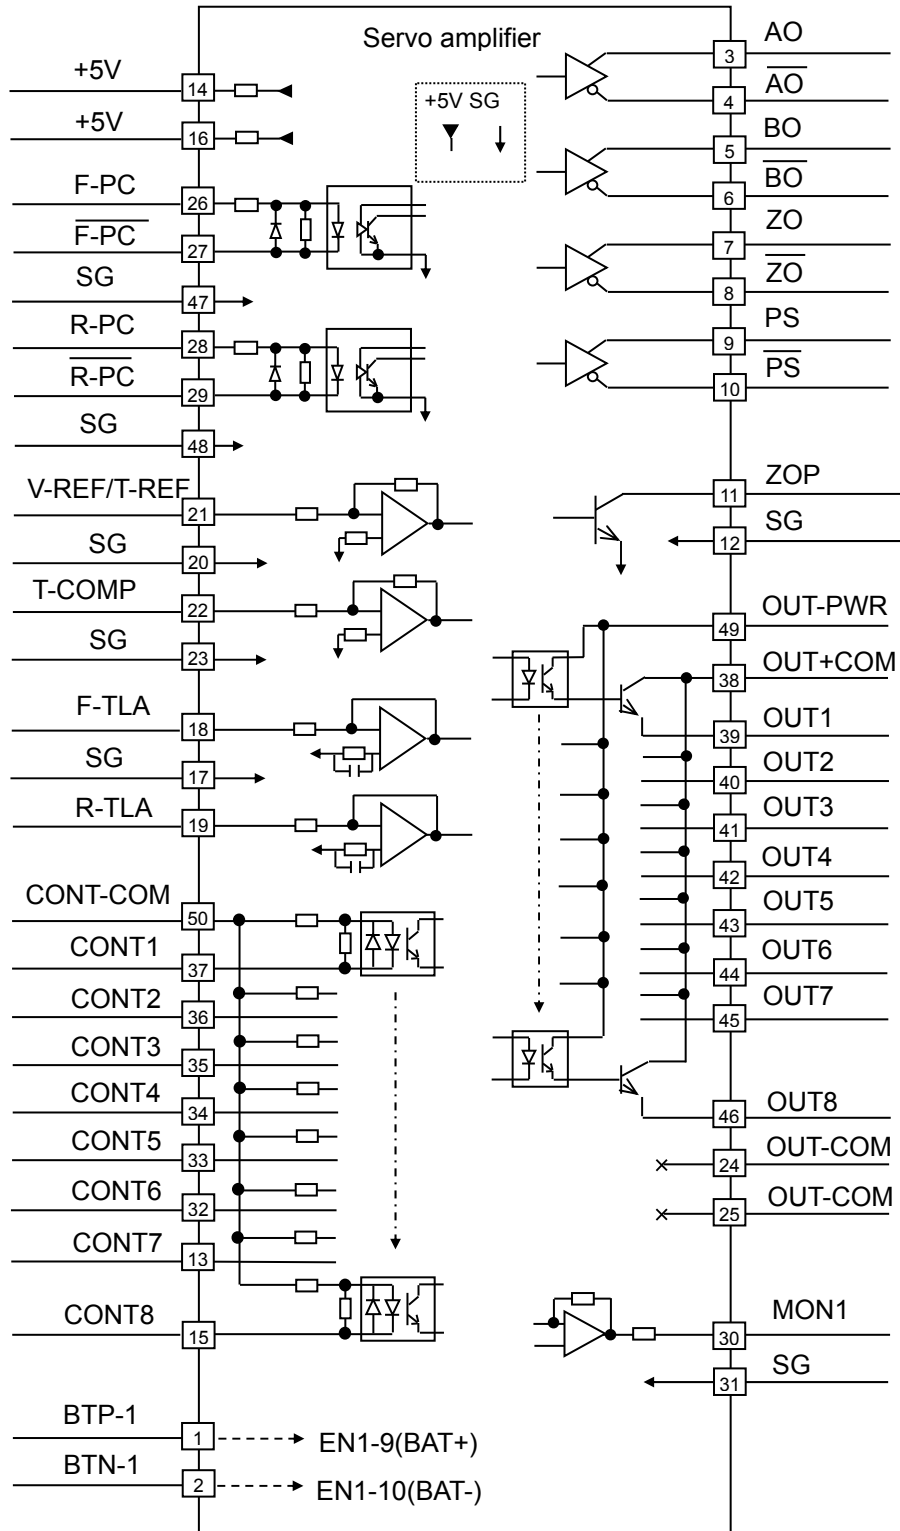 Servo amplifier
+5V SG
+5V
14
+5V
16
F-PC
26
F-PC
27
SG
47
R-PC
28
R-PC
29
SG
48
V-REF/T-REF
21
SG
20
T-COMP
22
SG
23
F-TLA
18
SG
17
R-TLA
19
CONT-COM
50
CONT1
37
CONT2
36
CONT3
35
CONT4
34
CONT5
33
CONT6
32
CONT7
13
CONT8
15
BTP-1
1
EN1-9(BAT+)
BTN-1
2
EN1-10(BAT-)
AO
3
AO
4
BO
5
BO
6
ZO
7
ZO
8
PS
9
PS
10
ZOP
11
SG
12
OUT-PWR
49
OUT+COM
38
OUT1
39
OUT2
40
OUT3
41
OUT4
42
OUT5
43
OUT6
44
OUT7
45
OUT8
46
OUT-COM
24
OUT-COM
25
MON1
30
SG
31